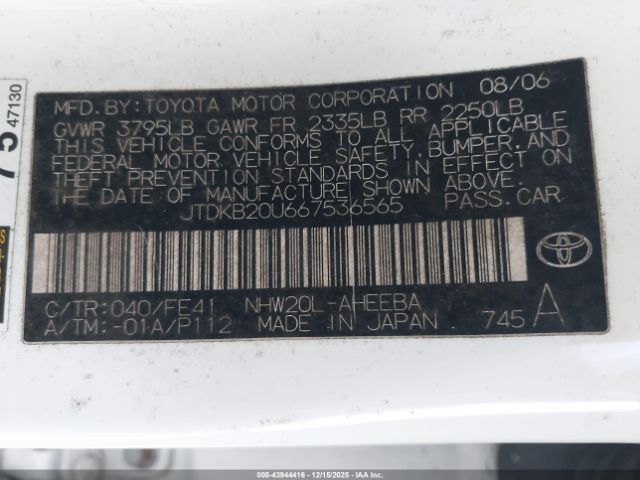 MFD.BY:TOYOTA MOTOR CORPORATION 08/06
GVWR 3795LB GAWR FR 2335LB RR 2250LB
THIS VEHICLE CONFORMS TO ALL APPLICABLE
FEDERAL MOTOR VEHICLE SAFETY, BUMPER, AND
THEFT PREVENTION STANDARDS IN EFFECT ON
THE DATE OF MANUFACTURE SHOWN ABOVE.
JTDKB20U667536565 PASS.CAR
C/TR:040/FE41 NHW20L-AHEEBA
A/TM:-01A/P112 MADE IN JAPAN 745 A
75 47130
000-43944416 | 12/15/2025 - IAA Inc.